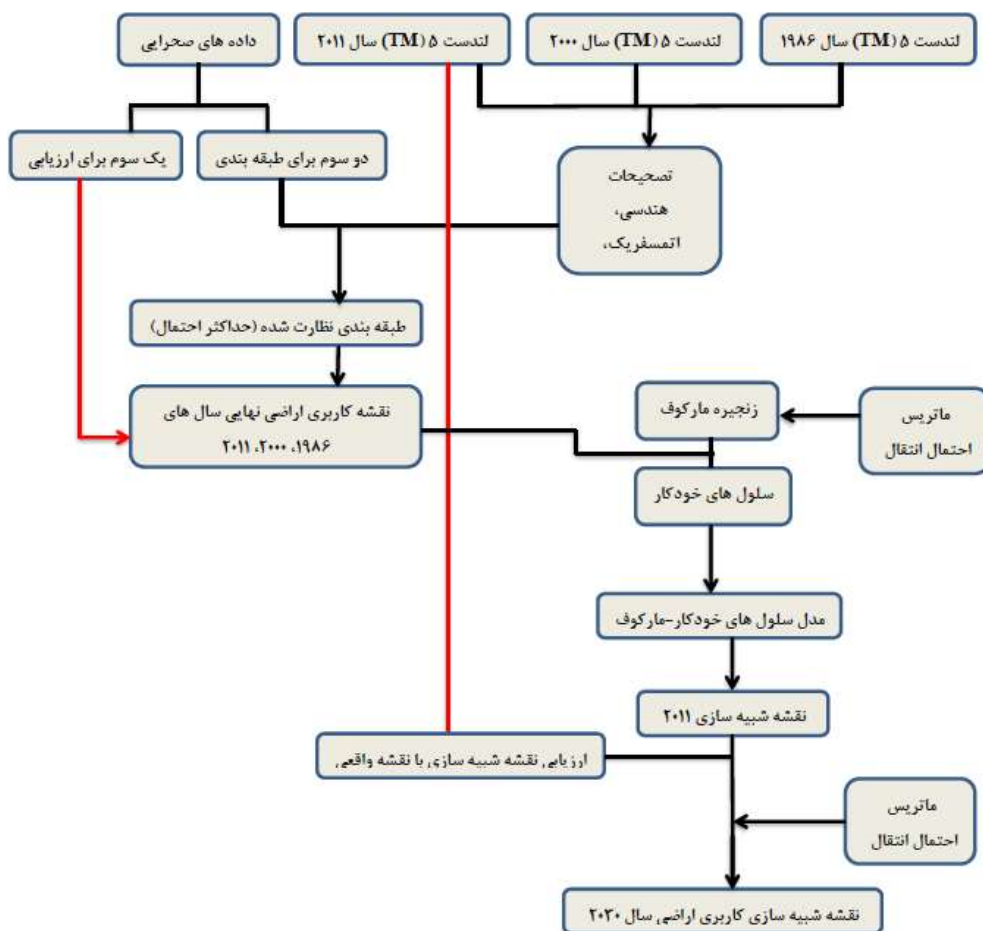 لندست ۵ (TM) سال ۱۹۸۶
لندست ۵ (TM) سال ۲۰۰۰
لندست ۵ (TM) سال ۲۰۱۱
داده های صحرایی
دو سوم برای طبقه بندی
یک سوم برای ارزیابی
تصحیحات
هندسی،
اتمسفریک،
طبقه بندی نظارت شده (حداکثر احتمال)
نقشه کاربری اراضی نهایی سال های
۱۹۸۶، ۲۰۰۰، ۲۰۱۱
زنجیره مارکوف
ماتریس
احتمال انتقال
سلول های خودکار
مدل سلول های خودکار-مارکوف
نقشه شبیه سازی ۲۰۱۱
ارزیابی نقشه شبیه سازی با نقشه واقعی
ماتریس
احتمال انتقال
نقشه شبیه سازی کاربری اراضی سال ۲۰۳۰